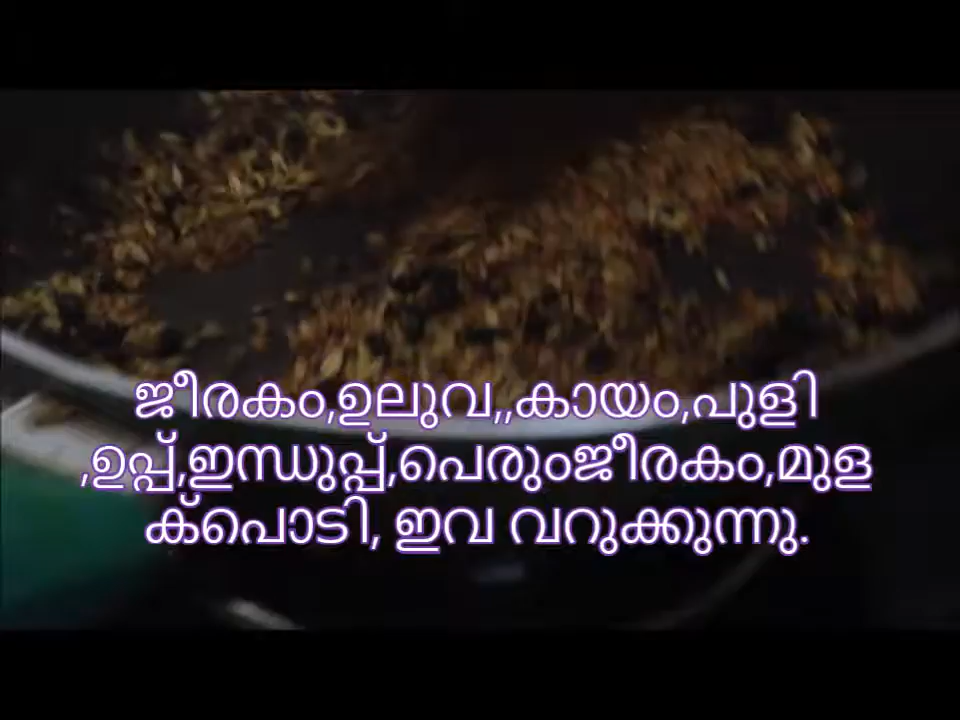 ജീരകം,ഉലുവ,,കായം,പുളി
,ഉപ്പ്,ഇന്ധുപ്പ്,പെരുംജീരകം,മുള
ക്പൊടി, ഇവ വറുക്കുന്നു.